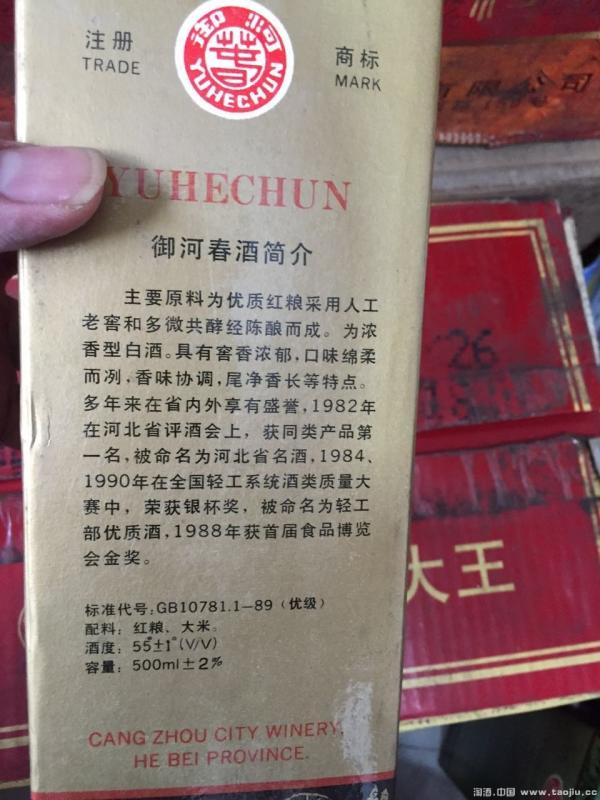 御河
春
YUHECHUN
注册
TRADE
商标
MARK
YUHECHUN
御河春酒简介
主要原料为优质红粮采用人工
老窖和多微共酵经陈酿而成。为浓
香型白酒。具有窖香浓郁，口味绵柔
而冽，香味协调，尾净香长等特点。
多年来在省内外享有盛誉，1982年
在河北省评酒会上，获同类产品第
一名，被命名为河北省名酒，1984、
1990年在全国轻工系统酒类质量大
赛中，荣获银杯奖，被命名为轻工
部优质酒，1988年获首届食品博览
会金奖。
标准代号：GB10781.1—89（优级）
配料：红粮、大米。
酒度：55°±1°(V/V)
容量：500ml±2%
CANG ZHOU CITY WINERY,
HE BEI PROVINCE.
有限公司
26
大王
淘酒.中国 www.taojiu.cc